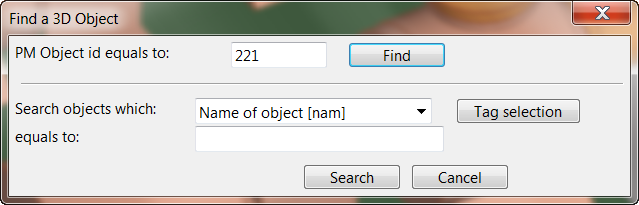 Find a 3D Object
PM Object id equals to: 221 Find
Search objects which: Name of object [nam] Tag selection
equals to:
Search Cancel